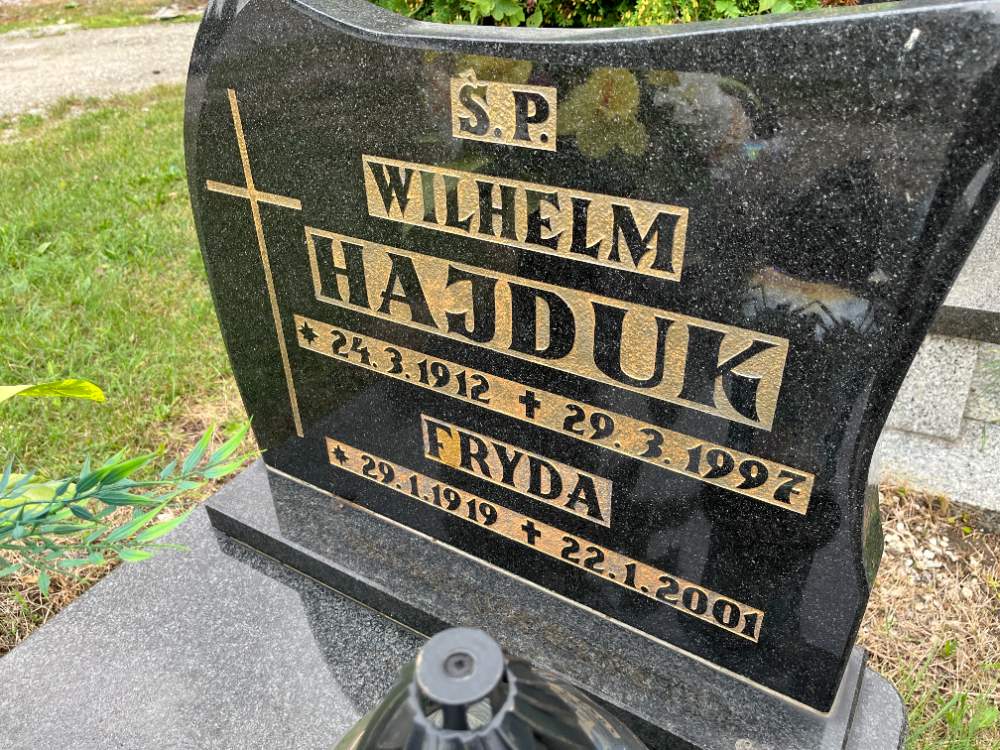 Ś.P.
WILHELM
HAJDUK
* 24.3.1912 ✝ 29.3.1997
FRYDA
* 29.1.1919 ✝ 22.1.2001